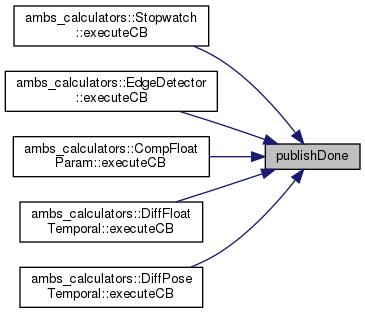 ambs_calculators::Stopwatch
::executeCB
ambs_calculators::EdgeDetector
::executeCB
ambs_calculators::CompFloat
Param::executeCB
publishDone
ambs_calculators::DiffFloat
Temporal::executeCB
ambs_calculators::DiffPose
Temporal::executeCB